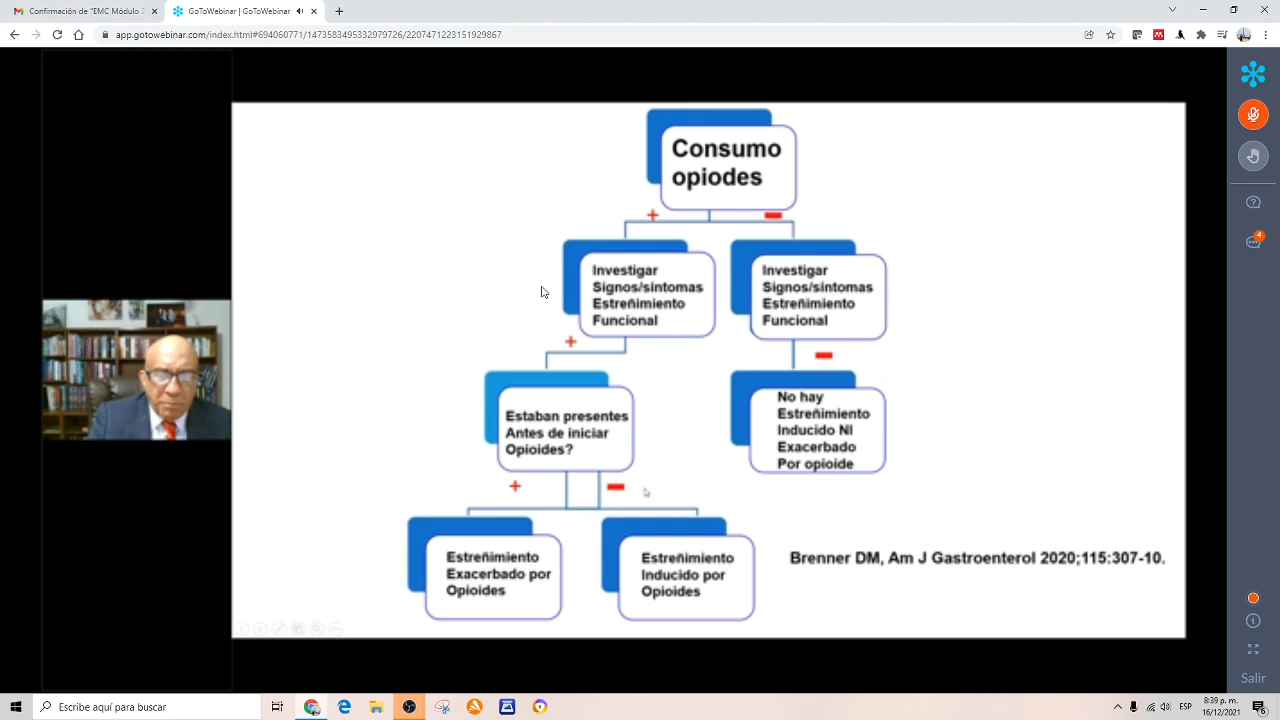 Confirmación de "EMC Módulo 2
GoToWebinar | GoToWebinar
app.gotowebinar.com/index.html#694060771/1473583495332979726/2207471223151929867
Consumo
opiodes
+
Investigar
Signos/síntomas
Estreñimiento
Funcional
Investigar
Signos/síntomas
Estreñimiento
Funcional
+
Estaban presentes
Antes de iniciar
Opioides?
No hay
Estreñimiento
Inducido NI
Exacerbado
Por opioide
+
Estreñimiento
Exacerbado por
Opioides
Estreñimiento
Inducido por
Opioides
Brenner DM, Am J Gastroenterol 2020;115:307-10.
4
Salir
Escribe aquí para buscar
ESP
8:39 p. m.
16/12/2021